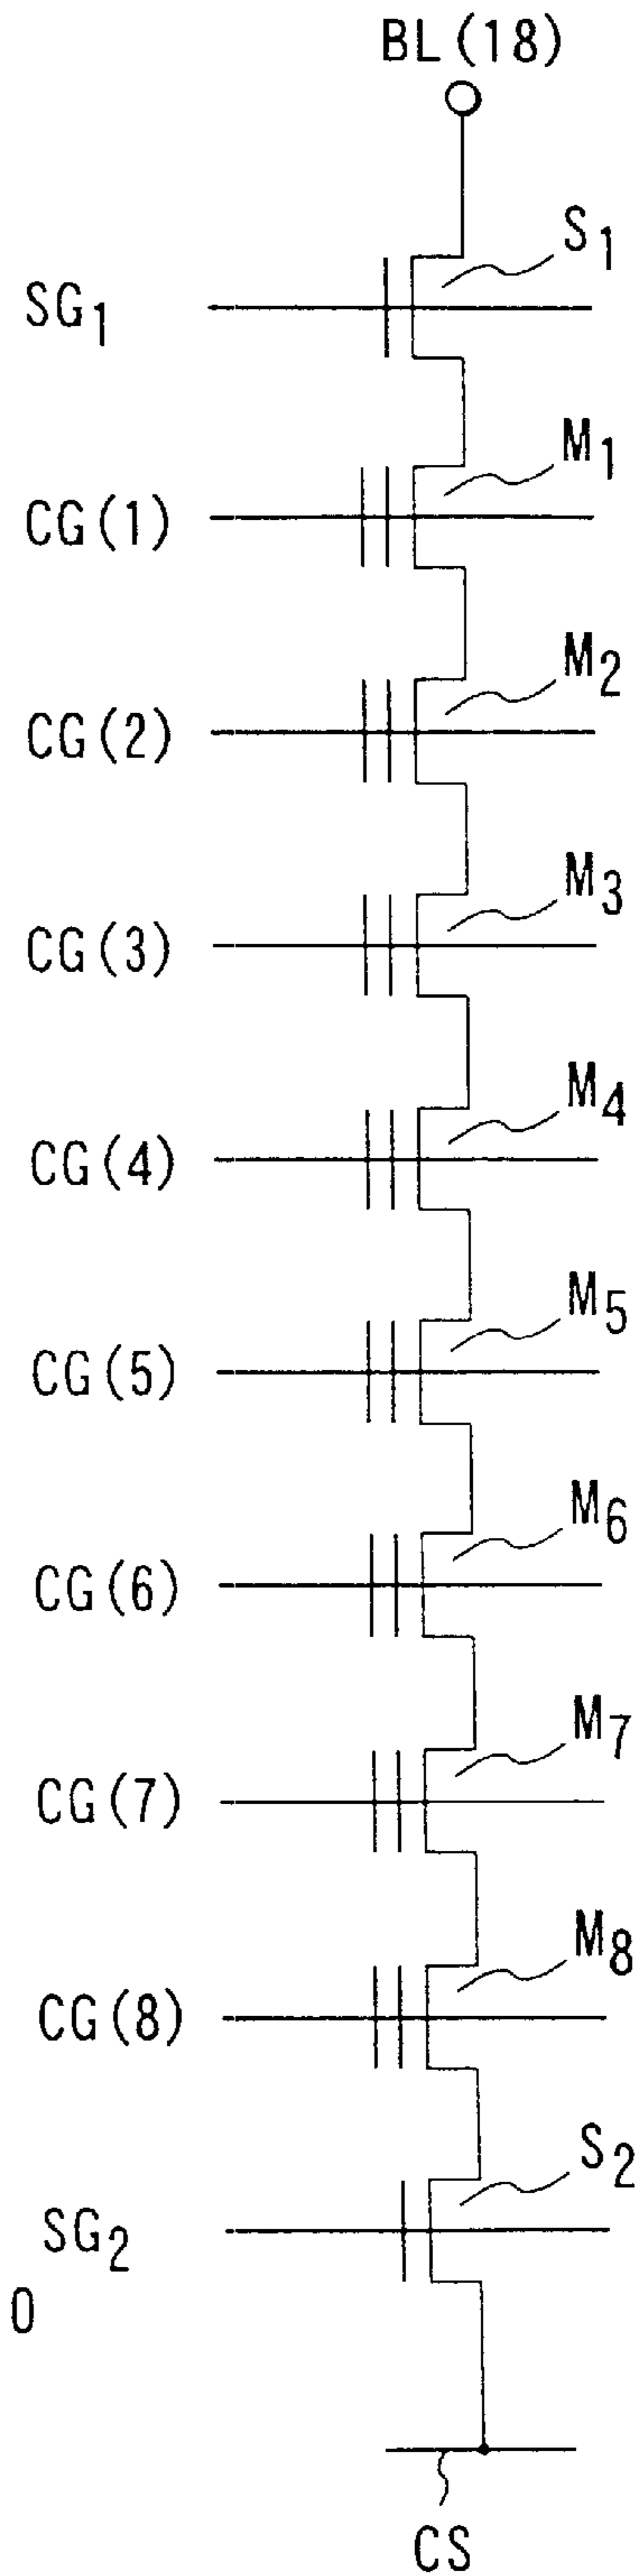 BL(18)
S1
SG1
M1
CG(1)
M2
CG(2)
M3
CG(3)
M4
CG(4)
M5
CG(5)
M6
CG(6)
M7
CG(7)
M8
CG(8)
S2
SG2
0
CS